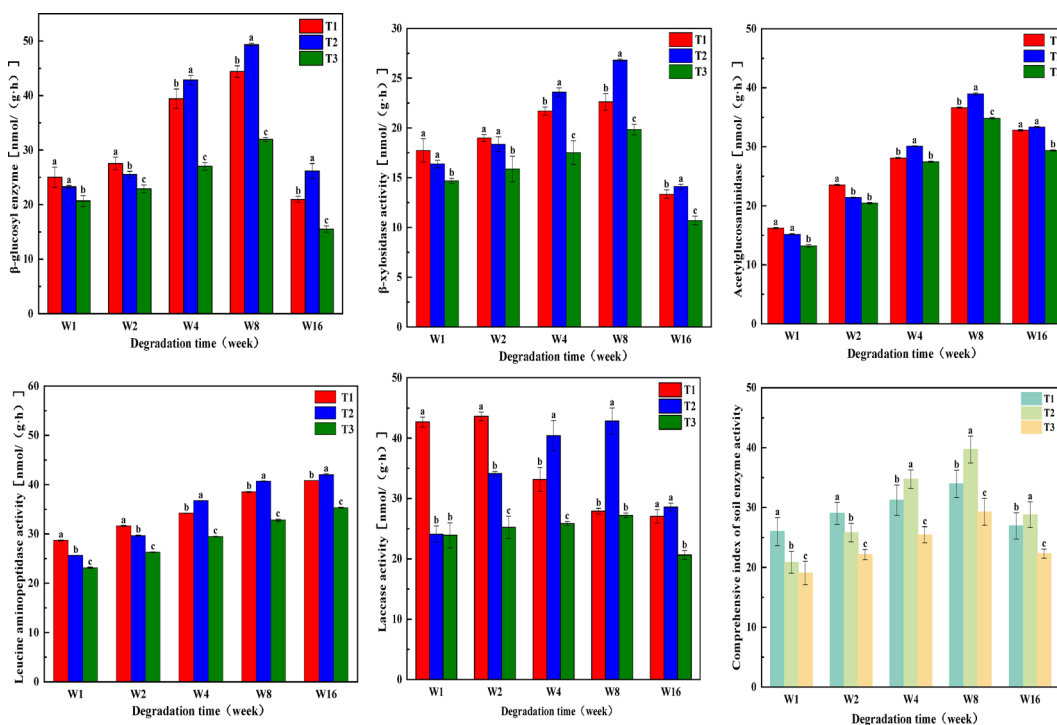 β-glucosyl enzyme [nmol/（g·h）]
50
40
30
20
10
0
T1
T2
T3
a a b
a b c
b a c
b a c
b a c
W1 W2 W4 W8 W16
Degradation time（week）
β-xylosidase activity [nmol/（g·h）]
30
25
20
15
10
5
0
T1
T2
T3
a a b
a a b
b a c
b a c
b a c
W1 W2 W4 W8 W16
Degradation time（week）
Acetylglucosaminidase [nmol/（g·h）]
50
40
30
20
10
0
T
T
T
a a b
a b b
b a b
b a c
a a b
W1 W2 W4 W8 W16
Degradation time（week）
Leucine aminopeptidase activity [nmol/（g·h）]
60
50
40
30
20
10
0
T1
T2
T3
a b c
a b c
b a c
b a c
b a c
W1 W2 W4 W8 W16
Degradation time（week）
Laccase activity [nmol/（g·h）]
50
40
30
20
10
0
T1
T2
T3
a b b
a b c
b a c
b a b
a a b
W1 W2 W4 W8 W16
Degradation time（week）
Comprehensive index of soil enzyme activity
50
40
30
20
10
0
T1
T2
T3
a b c
a b c
b a c
b a c
b a c
W1 W2 W4 W8 W16
Degradation time（week）